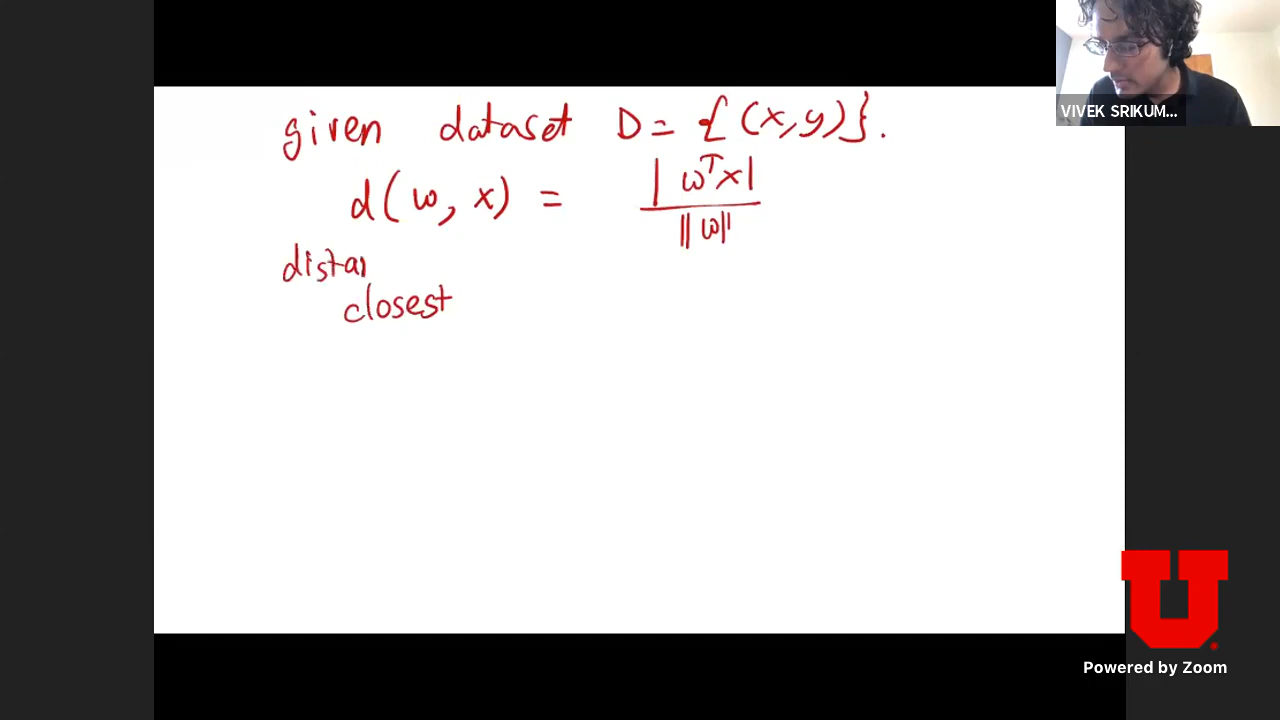 given dataset D = {(x,y)}.
d(w, x) = |wᵀx| / ||w||
distan
closest
VIVEK SRIKUM...
U
Powered by Zoom